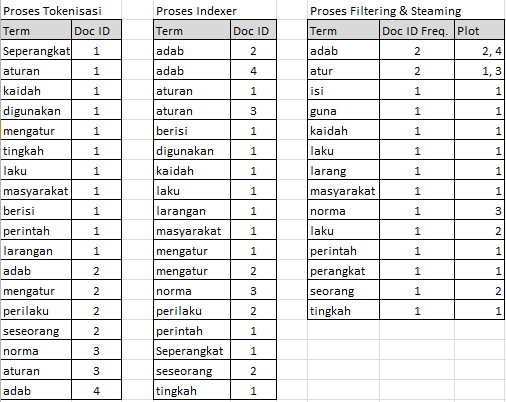 Proses Tokenisasi	Proses Indexer	Proses Filtering & Steaming
Term	Doc ID	Term	Doc ID	Term	Doc ID Freq.	Plot
Seperangkat	1	adab	2	adab	2	2, 4
aturan	1	adab	4	atur	2	1, 3
kaidah	1	aturan	1	isi	1	1
digunakan	1	aturan	3	guna	1	1
mengatur	1	berisi	1	kaidah	1	1
tingkah	1	digunakan	1	laku	1	1
laku	1	kaidah	1	larang	1	1
masyarakat	1	laku	1	masyarakat	1	1
berisi	1	larangan	1	norma	1	3
perintah	1	masyarakat	1	laku	1	2
larangan	1	mengatur	1	perintah	1	1
adab	2	mengatur	2	perangkat	1	1
mengatur	2	norma	3	seorang	1	2
perilaku	2	perilaku	2	tingkah	1	1
seseorang	2	perintah	1
norma	3	Seperangkat	1
aturan	3	seseorang	2
adab	4	tingkah	1